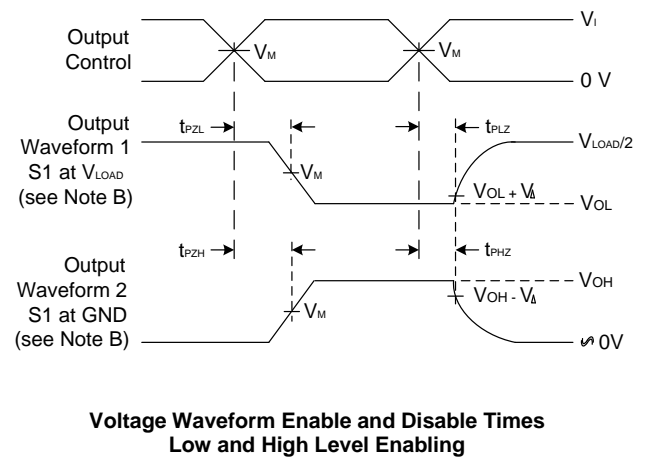 Output
Control
VM
VM
VI
0 V
Output
Waveform 1
S1 at VLOAD
(see Note B)
tPZL
VM
tPLZ
VLOAD/2
VOL + VΔ
VOL
Output
Waveform 2
S1 at GND
(see Note B)
tPZH
VM
tPHZ
VOH
VOH - VΔ
∽ 0V
Voltage Waveform Enable and Disable Times
Low and High Level Enabling